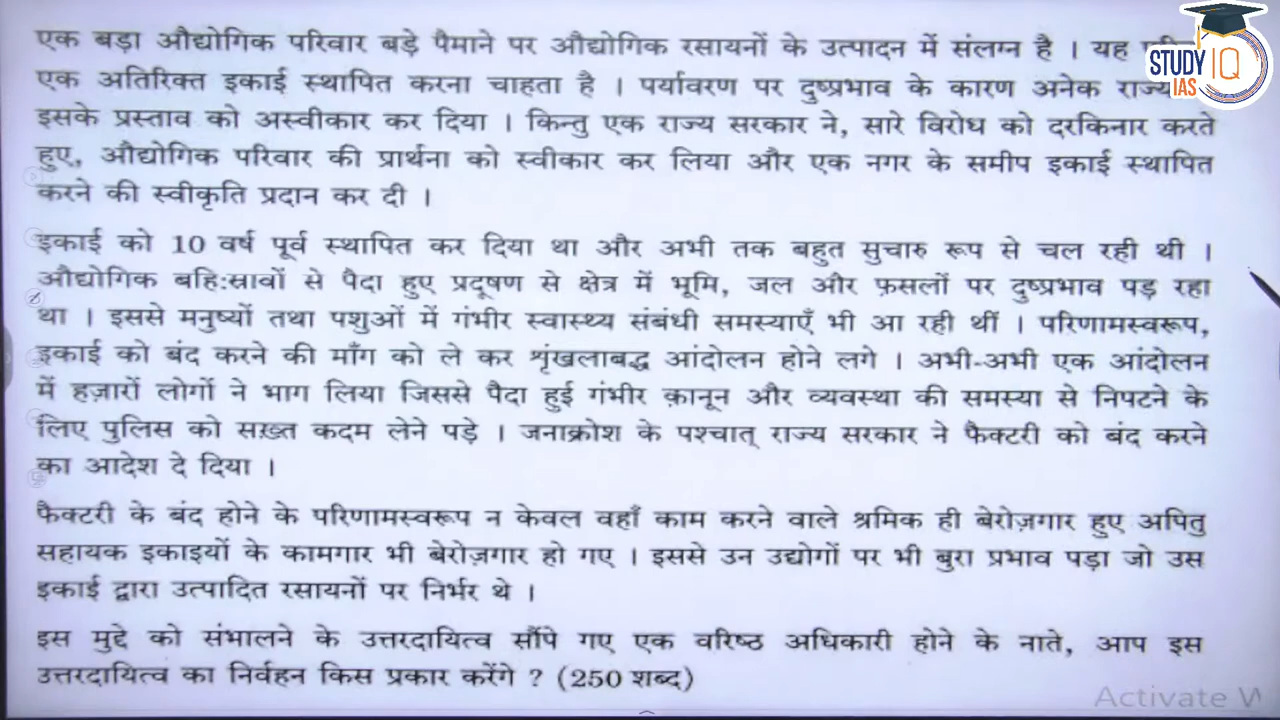 एक बड़ा औद्योगिक परिवार बड़े पैमाने पर औद्योगिक रसायनों के उत्पादन में संलग्न है । यह
एक अतिरिक्त इकाई स्थापित करना चाहता है । पर्यावरण पर दुष्प्रभाव के कारण अनेक राज्य
इसके प्रस्ताव को अस्वीकार कर दिया । किन्तु एक राज्य सरकार ने, सारे विरोध को दरकिनार करते
हुए, औद्योगिक परिवार की प्रार्थना को स्वीकार कर लिया और एक नगर के समीप इकाई स्थापित
करने की स्वीकृति प्रदान कर दी ।
इकाई को 10 वर्ष पूर्व स्थापित कर दिया था और अभी तक बहुत सुचारु रूप से चल रही थी ।
औद्योगिक बहि:स्रावों से पैदा हुए प्रदूषण से क्षेत्र में भूमि, जल और फ़सलों पर दुष्प्रभाव पड़ रहा
था । इससे मनुष्यों तथा पशुओं में गंभीर स्वास्थ्य संबंधी समस्याएँ भी आ रही थीं । परिणामस्वरूप,
इकाई को बंद करने की माँग को ले कर शृंखलाबद्ध आंदोलन होने लगे । अभी-अभी एक आंदोलन
में हज़ारों लोगों ने भाग लिया जिससे पैदा हुई गंभीर क़ानून और व्यवस्था की समस्या से निपटने के
लिए पुलिस को सख़्त कदम लेने पड़े । जनाक्रोश के पश्चात् राज्य सरकार ने फैक्टरी को बंद करने
का आदेश दे दिया ।
फैक्टरी के बंद होने के परिणामस्वरूप न केवल वहाँ काम करने वाले श्रमिक ही बेरोज़गार हुए अपितु
सहायक इकाइयों के कामगार भी बेरोज़गार हो गए । इससे उन उद्योगों पर भी बुरा प्रभाव पड़ा जो उस
इकाई द्वारा उत्पादित रसायनों पर निर्भर थे ।
इस मुद्दे को संभालने के उत्तरदायित्व सौंपे गए एक वरिष्ठ अधिकारी होने के नाते, आप इस
उत्तरदायित्व का निर्वहन किस प्रकार करेंगे ? (250 शब्द)
STUDY IQ
IAS
Activate W